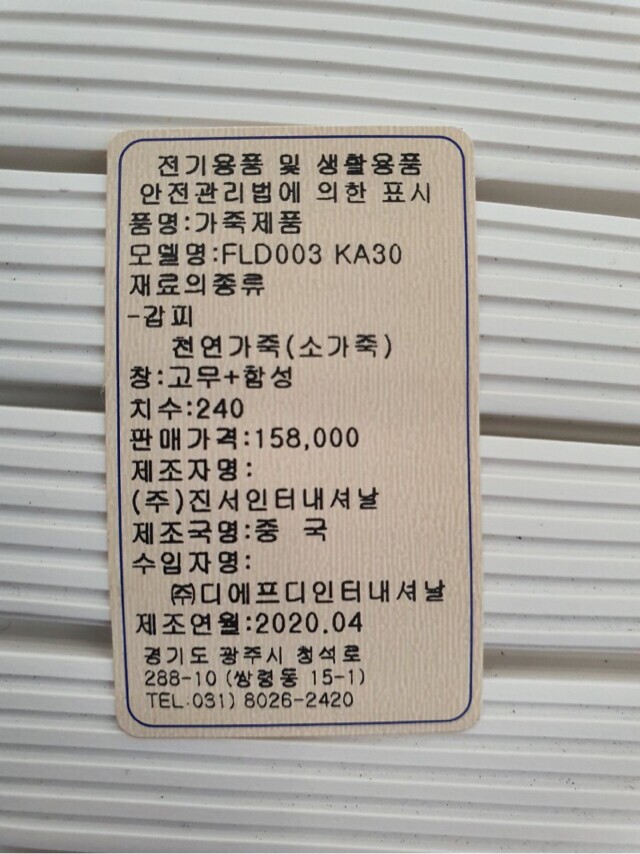 전기용품 및 생활용품
안전관리법에 의한 표시
품명:가죽제품
모델명:FLD003 KA30
재료의종류
-갑피
천연가죽(소가죽)
창:고무+합성
치수:240
판매가격:158,000
제조자명:
(주)진서인터내셔날
제조국명:중 국
수입자명:
㈜디에프디인터내셔날
제조연월:2020.04
경기도 광주시 청석로
288-10 (쌍령동 15-1)
TEL:031) 8026-2420